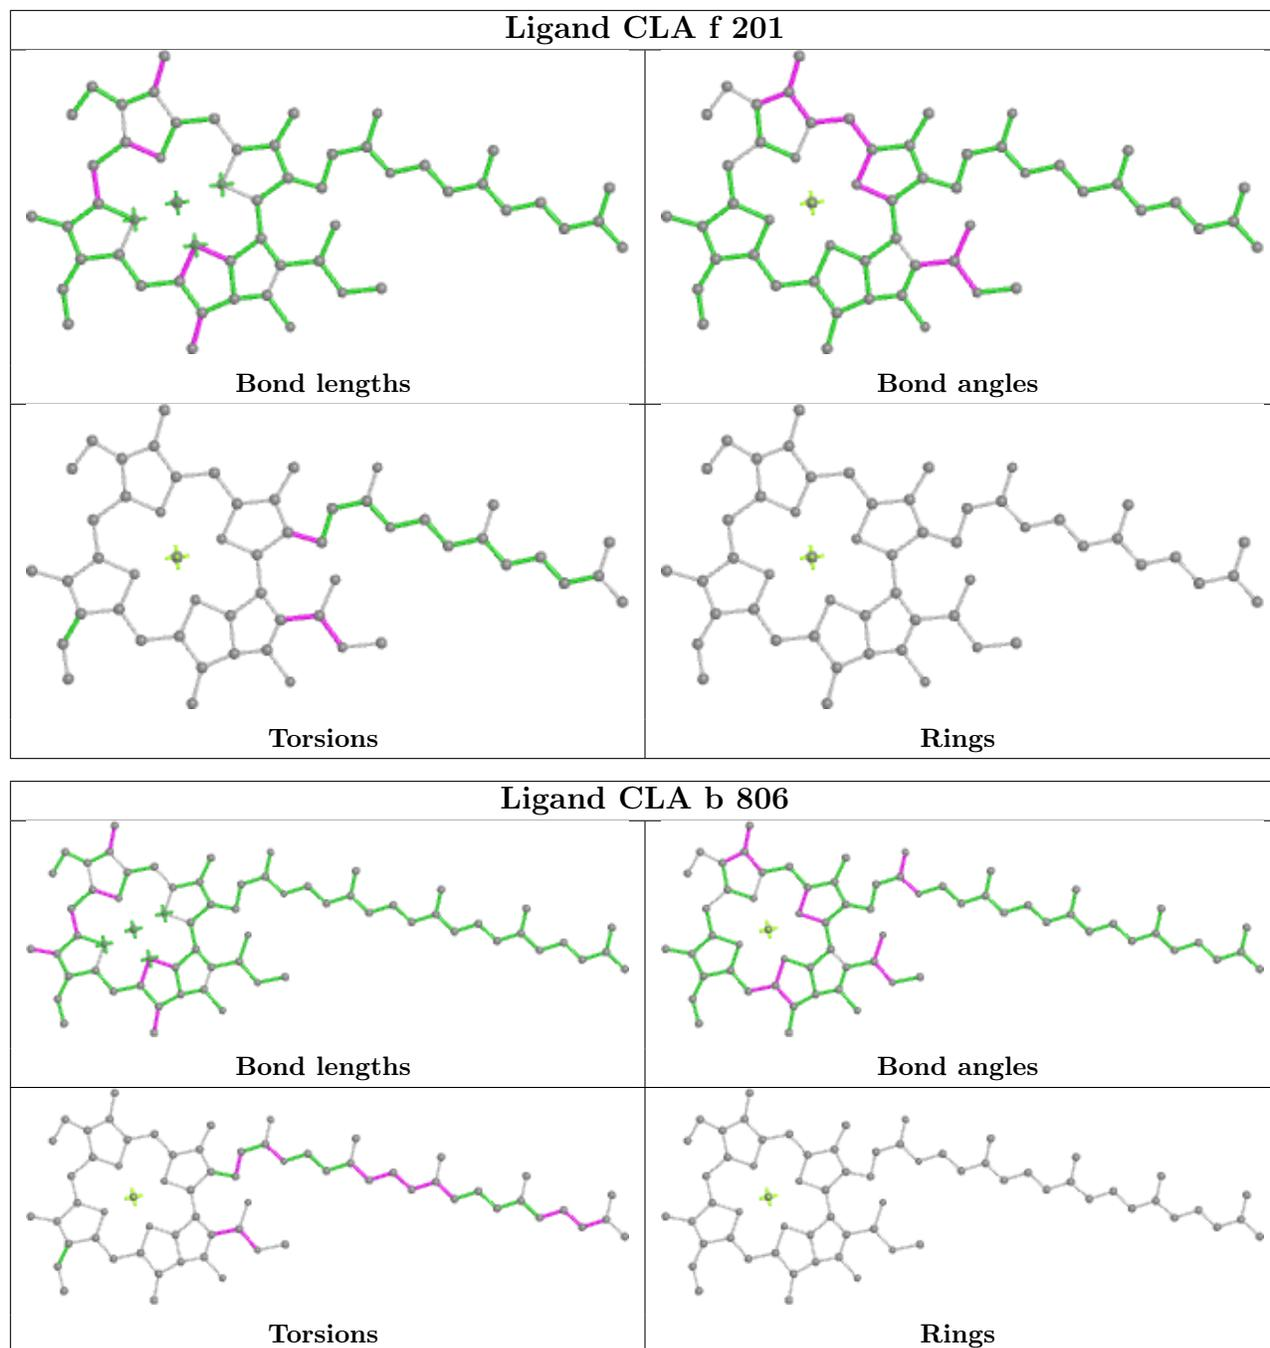 Ligand CLA f 201
Bond lengths
Bond angles
Torsions
Rings
Ligand CLA b 806
Bond lengths
Bond angles
Torsions
Rings